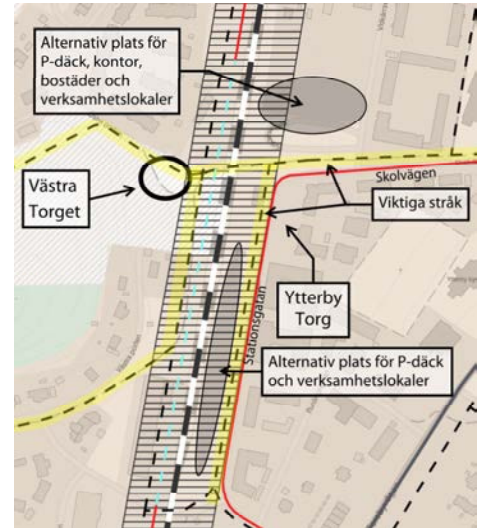 Alternativ plats för
P-däck, kontor,
bostäder och
verksamhetslokaler
Västra
Torget
Skolvägen
Viktiga stråk
Ytterby
Torg
Stationsgatan
Alternativ plats för P-däck
och verksamhetslokaler